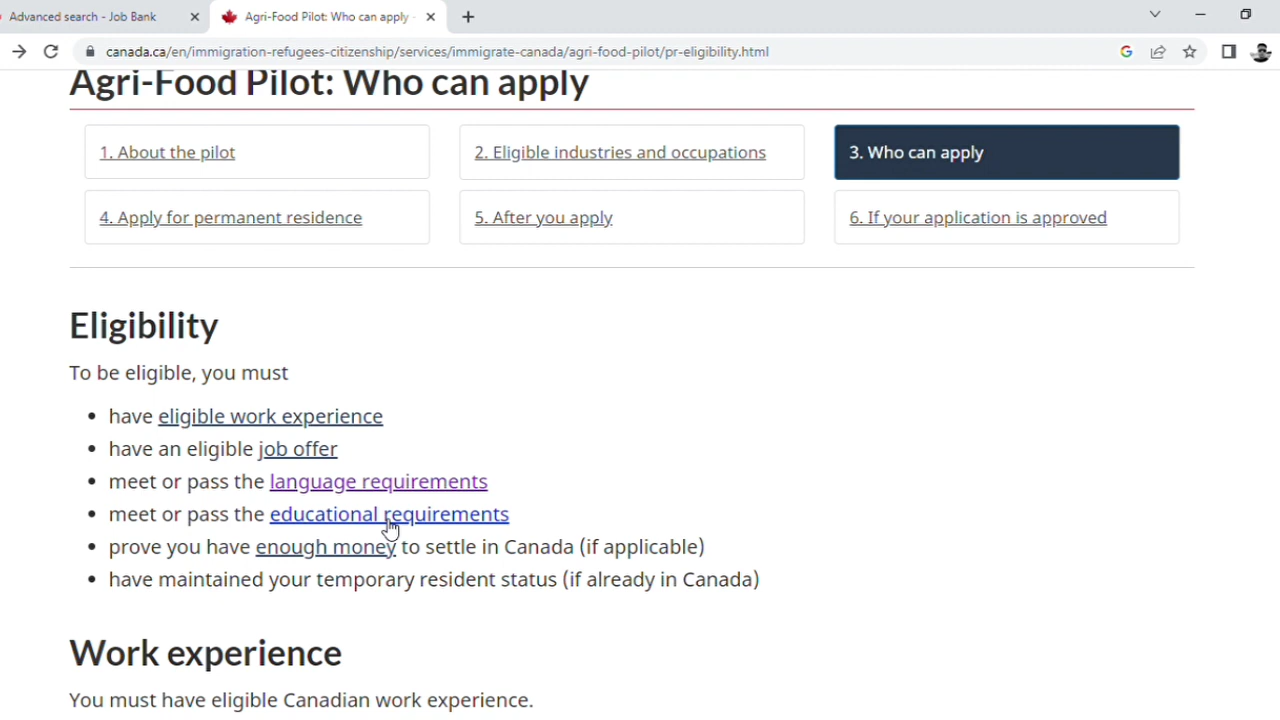 Advanced search - Job Bank
Agri-Food Pilot: Who can apply -
canada.ca/en/immigration-refugees-citizenship/services/immigrate-canada/agri-food-pilot/pr-eligibility.html
Agri-Food Pilot: Who can apply
1. About the pilot
2. Eligible industries and occupations
3. Who can apply
4. Apply for permanent residence
5. After you apply
6. If your application is approved
Eligibility
To be eligible, you must
• have eligible work experience
• have an eligible job offer
• meet or pass the language requirements
• meet or pass the educational requirements
• prove you have enough money to settle in Canada (if applicable)
• have maintained your temporary resident status (if already in Canada)
Work experience
You must have eligible Canadian work experience.